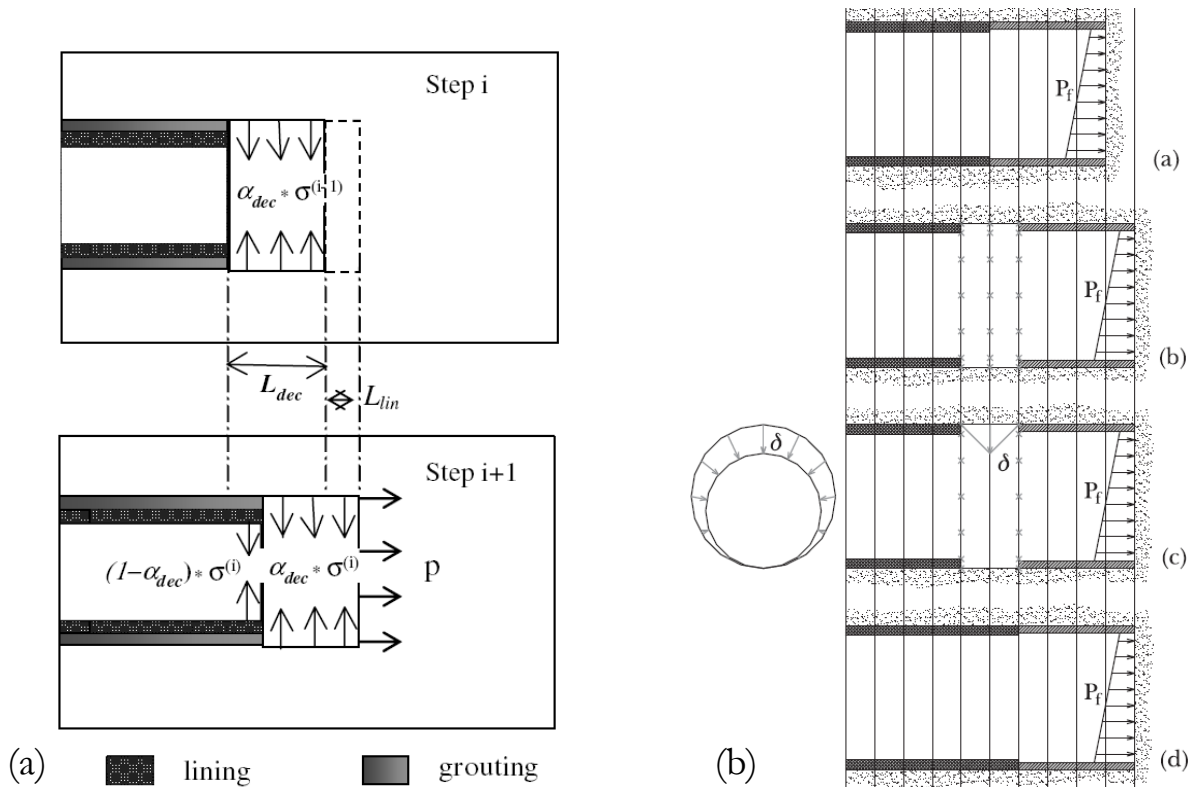 Step i
α_dec * σ^(i-1)
L_dec
L_lin
Step i+1
(1-α_dec) * σ^(i)
α_dec * σ^(i)
p
(a)
lining
grouting
P_f
(a)
P_f
(b)
δ
δ
P_f
(c)
P_f
(d)
(b)